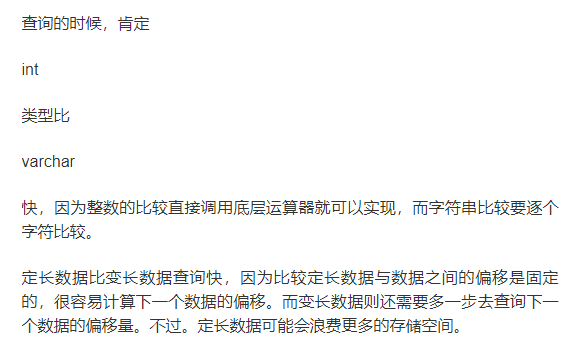 查询的时候，肯定
int
类型比
varchar
快，因为整数的比较直接调用底层运算器就可以实现，而字符串比较要逐个
字符比较。
定长数据比变长数据查询快，因为比较定长数据与数据之间的偏移是固定
的，很容易计算下一个数据的偏移。而变长数据则还需要多一步去查询下一
个数据的偏移量。不过。定长数据可能会浪费更多的存储空间。